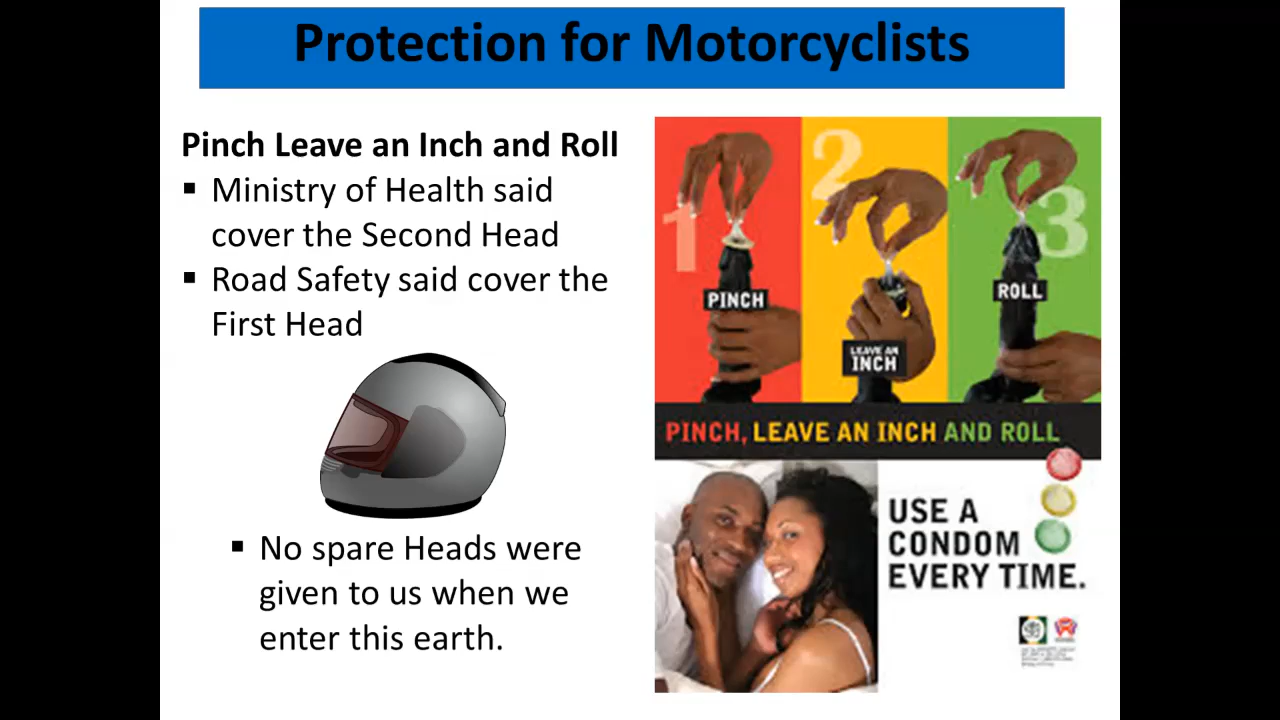 Protection for Motorcyclists
Pinch Leave an Inch and Roll
▪ Ministry of Health said
cover the Second Head
▪ Road Safety said cover the
First Head
▪ No spare Heads were
given to us when we
enter this earth.
1
2
3
PINCH
LEAVE AN
INCH
ROLL
PINCH, LEAVE AN INCH AND ROLL
USE A
CONDOM
EVERY TIME.